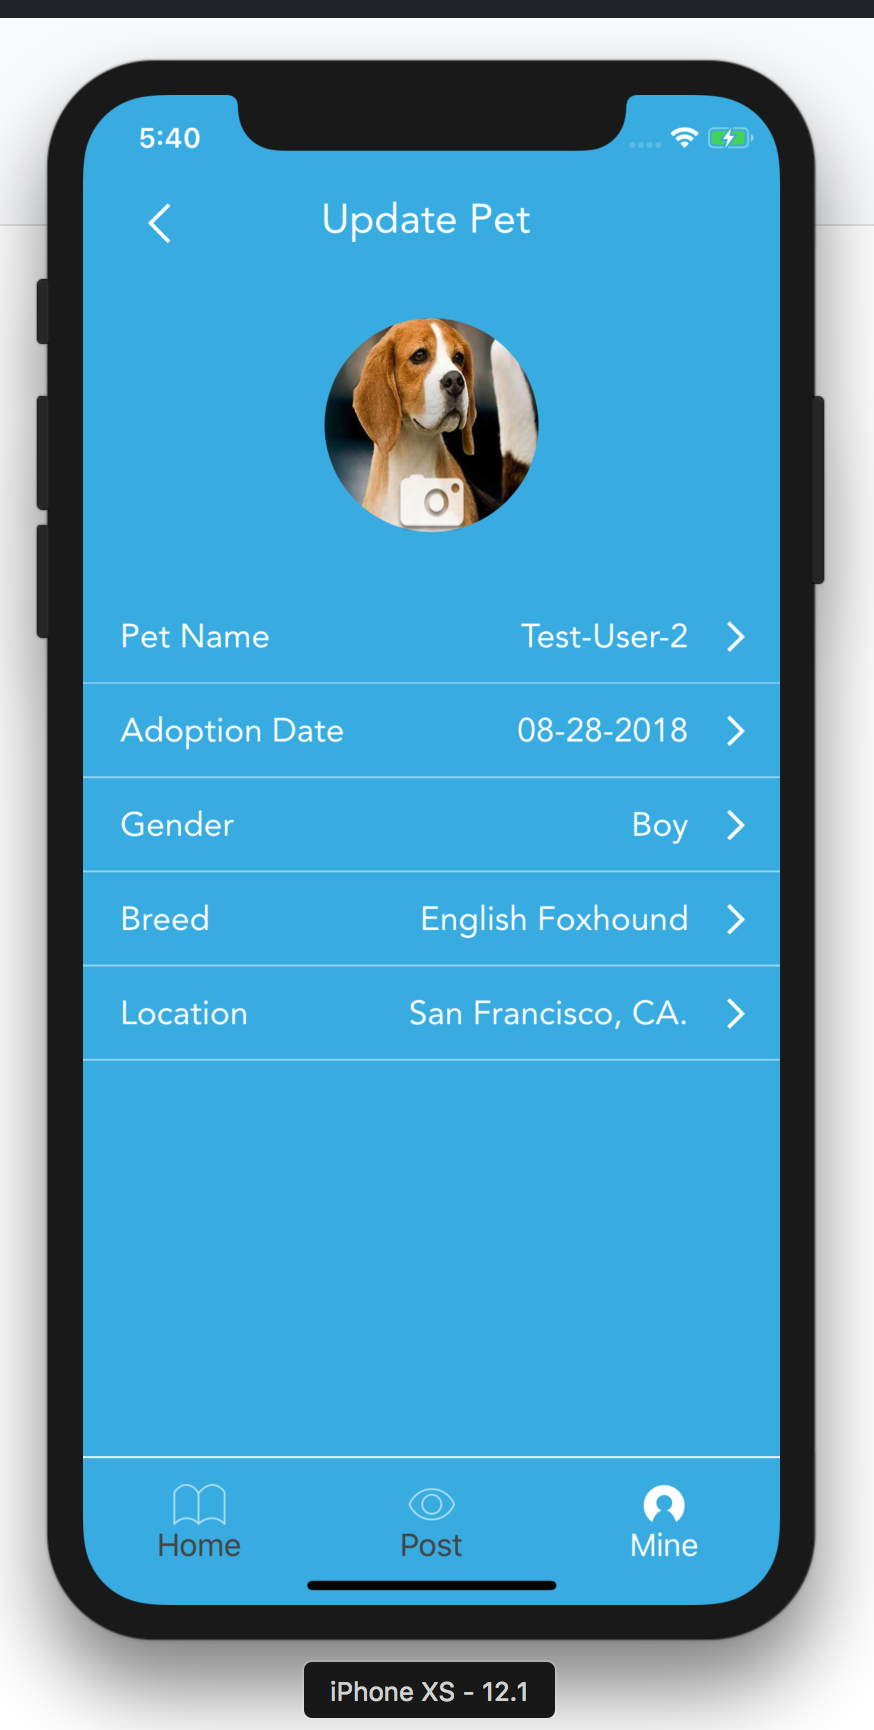 5:40
Update Pet
Pet Name Test-User-2
Adoption Date 08-28-2018
Gender Boy
Breed English Foxhound
Location San Francisco, CA.
Home Post Mine
iPhone XS - 12.1